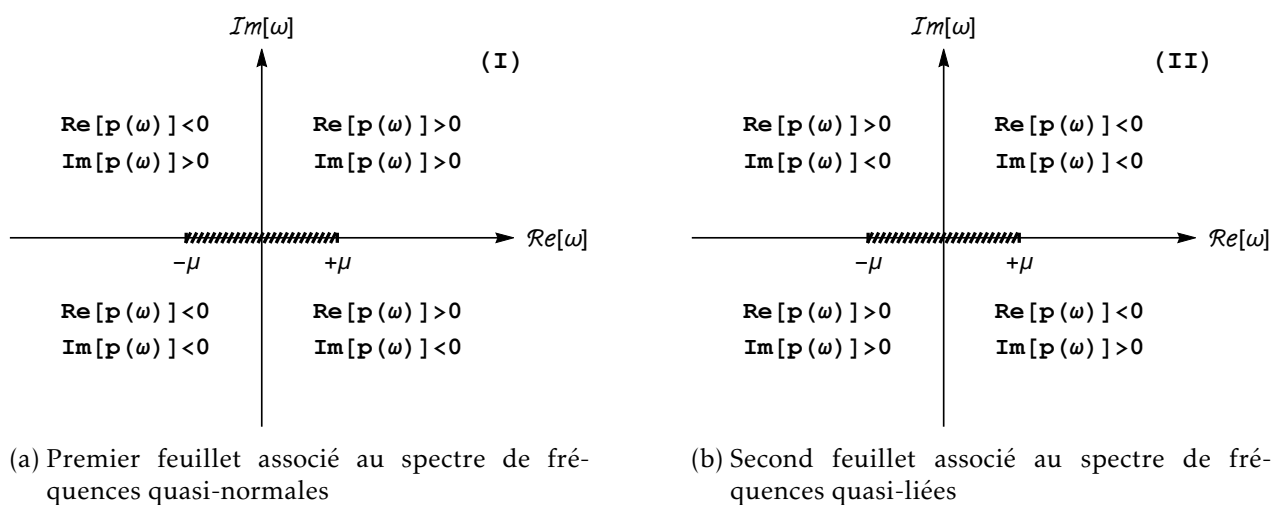 Im[ω]
(I)
Re[p(ω)]<0
Re[p(ω)]>0
Im[p(ω)]>0
Im[p(ω)]>0
Re[ω]
−μ
+μ
Re[p(ω)]<0
Re[p(ω)]>0
Im[p(ω)]<0
Im[p(ω)]<0
(a) Premier feuillet associé au spectre de fré-
quences quasi-normales
Im[ω]
(II)
Re[p(ω)]>0
Re[p(ω)]<0
Im[p(ω)]<0
Im[p(ω)]<0
Re[ω]
−μ
+μ
Re[p(ω)]>0
Re[p(ω)]<0
Im[p(ω)]>0
Im[p(ω)]>0
(b) Second feuillet associé au spectre de fré-
quences quasi-liées